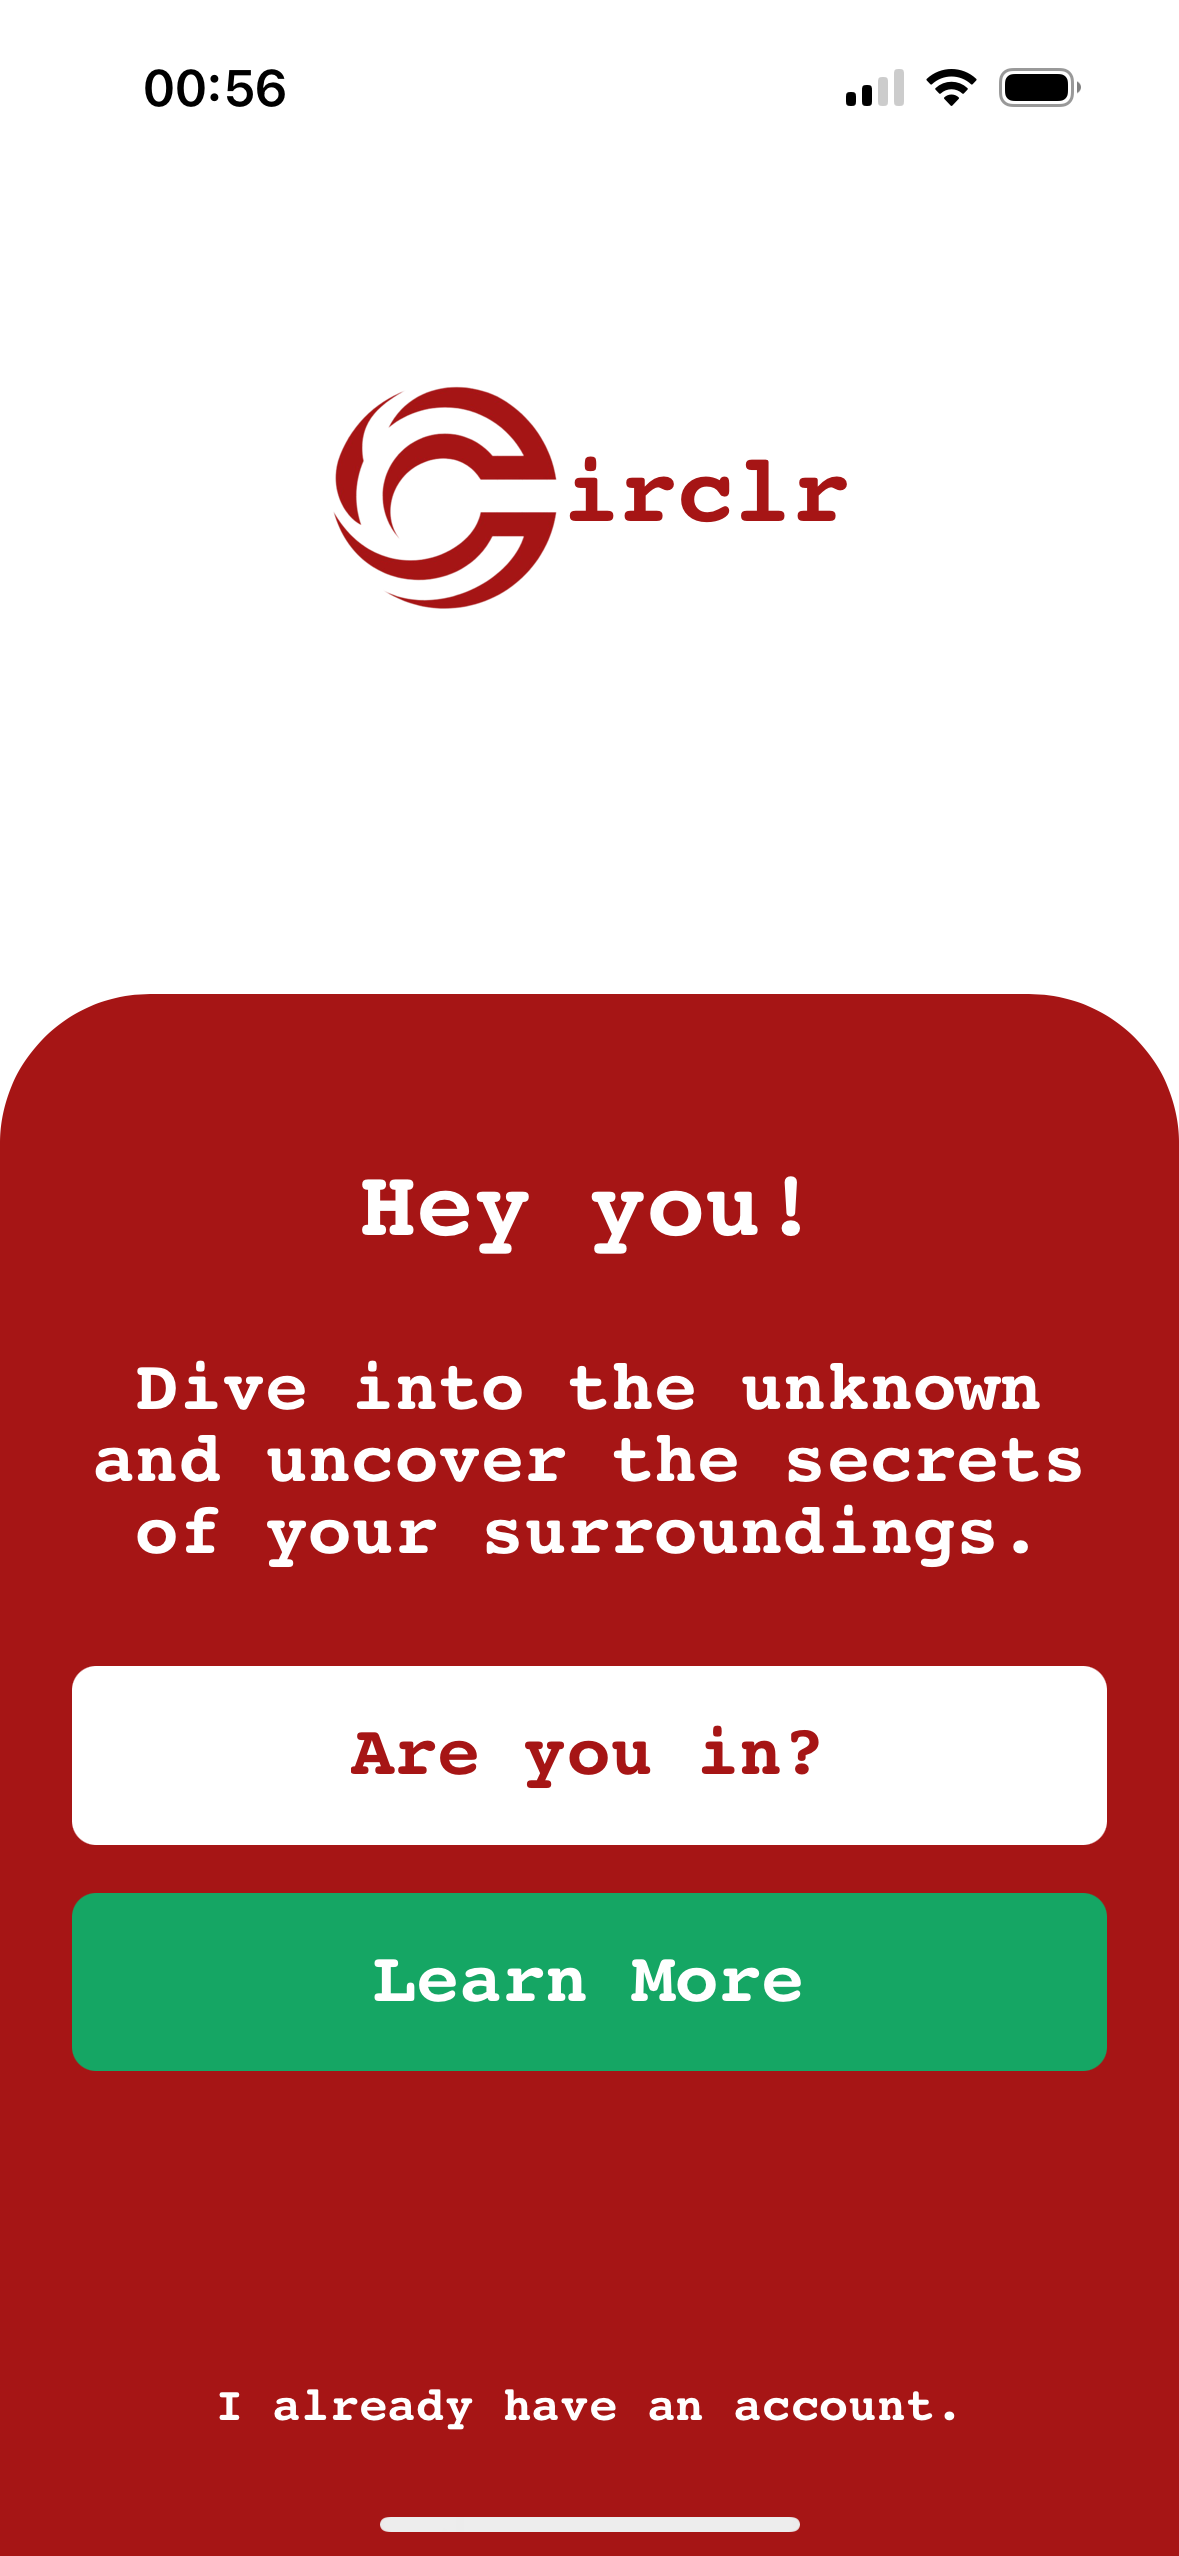 00:56
Circlr
Hey you!
Dive into the unknown
and uncover the secrets
of your surroundings.
Are you in?
Learn More
I already have an account.